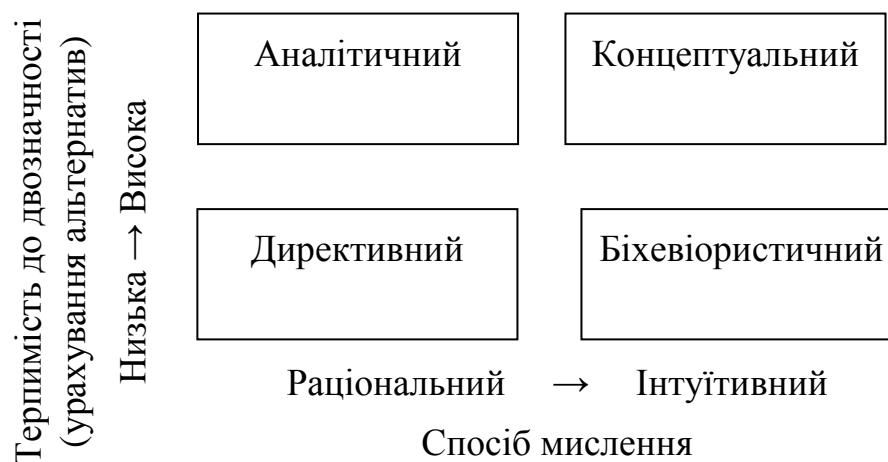 Терпимість до двозначності
(урахування альтернатив)
Низька → Висока
Аналітичний
Концептуальний
Директивний
Біхевіористичний
Раціональний → Інтуїтивний
Спосіб мислення